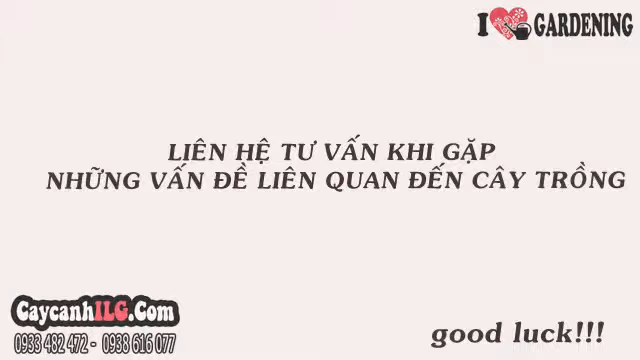 I GARDENING
LIÊN HỆ TƯ VẤN KHI GẶP
NHỮNG VẤN ĐỀ LIÊN QUAN ĐẾN CÂY TRỒNG
CaycanhILG.Com
0933 482 472 - 0938 616 077
good luck!!!